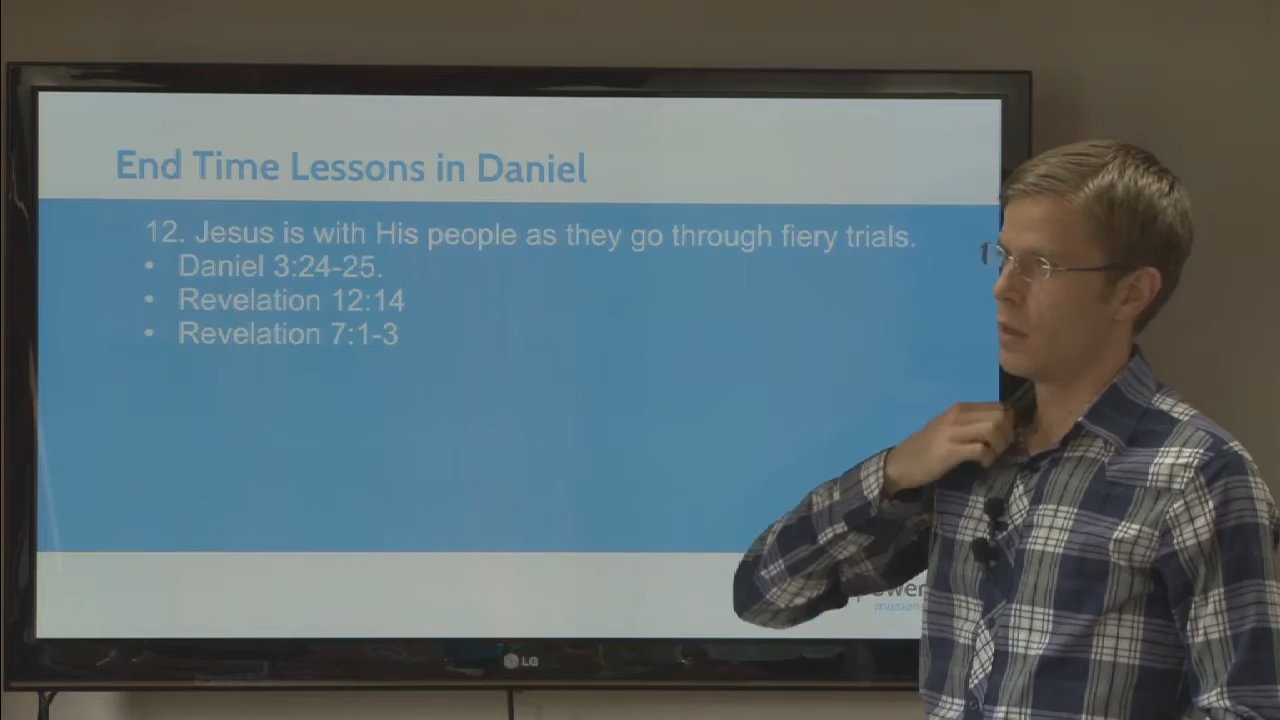 End Time Lessons in Daniel
12. Jesus is with His people as they go through fiery trials.
• Daniel 3:24-25.
• Revelation 12:14
• Revelation 7:1-3
missions
LG